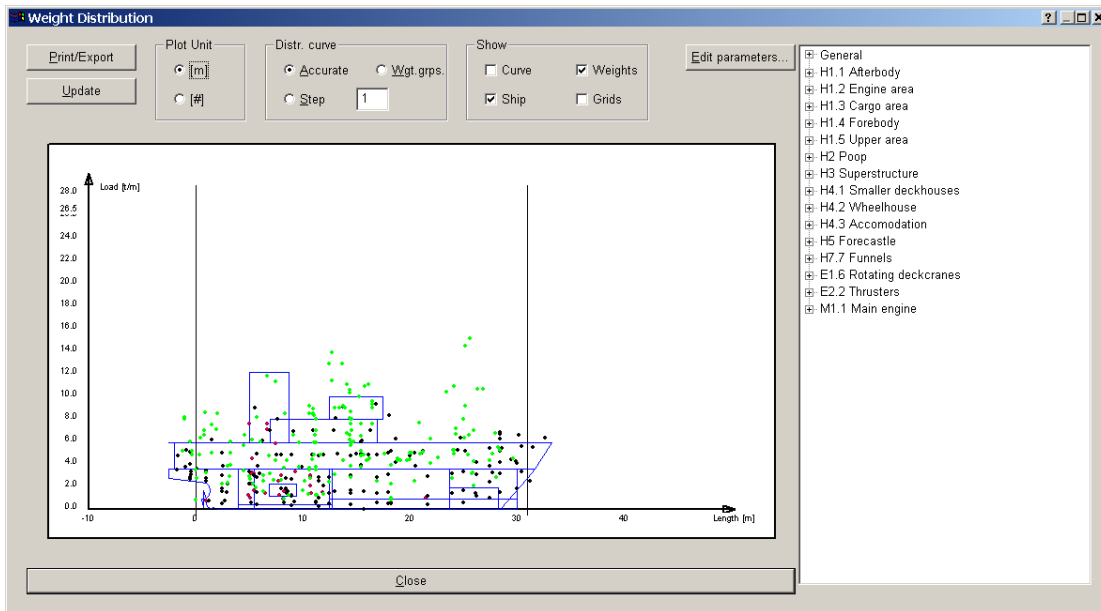 Weight Distribution
Print/Export
Update
Plot Unit
[m]
[#]
Distr. curve
Accurate
Wgt.grps.
Step
1
Show
Curve
Weights
Ship
Grids
Edit parameters...
General
H1.1 Afterbody
H1.2 Engine area
H1.3 Cargo area
H1.4 Forebody
H1.5 Upper area
H2 Poop
H3 Superstructure
H4.1 Smaller deckhouses
H4.2 Wheelhouse
H4.3 Accomodation
H5 Forecastle
H7.7 Funnels
E1.6 Rotating deckcranes
E2.2 Thrusters
M1.1 Main engine
Load [t/m]
28.0
26.5
24.0
22.0
20.0
18.0
16.0
14.0
12.0
10.0
8.0
6.0
4.0
2.0
0.0
-10 0 10 20 30 40 Length [m]
Close